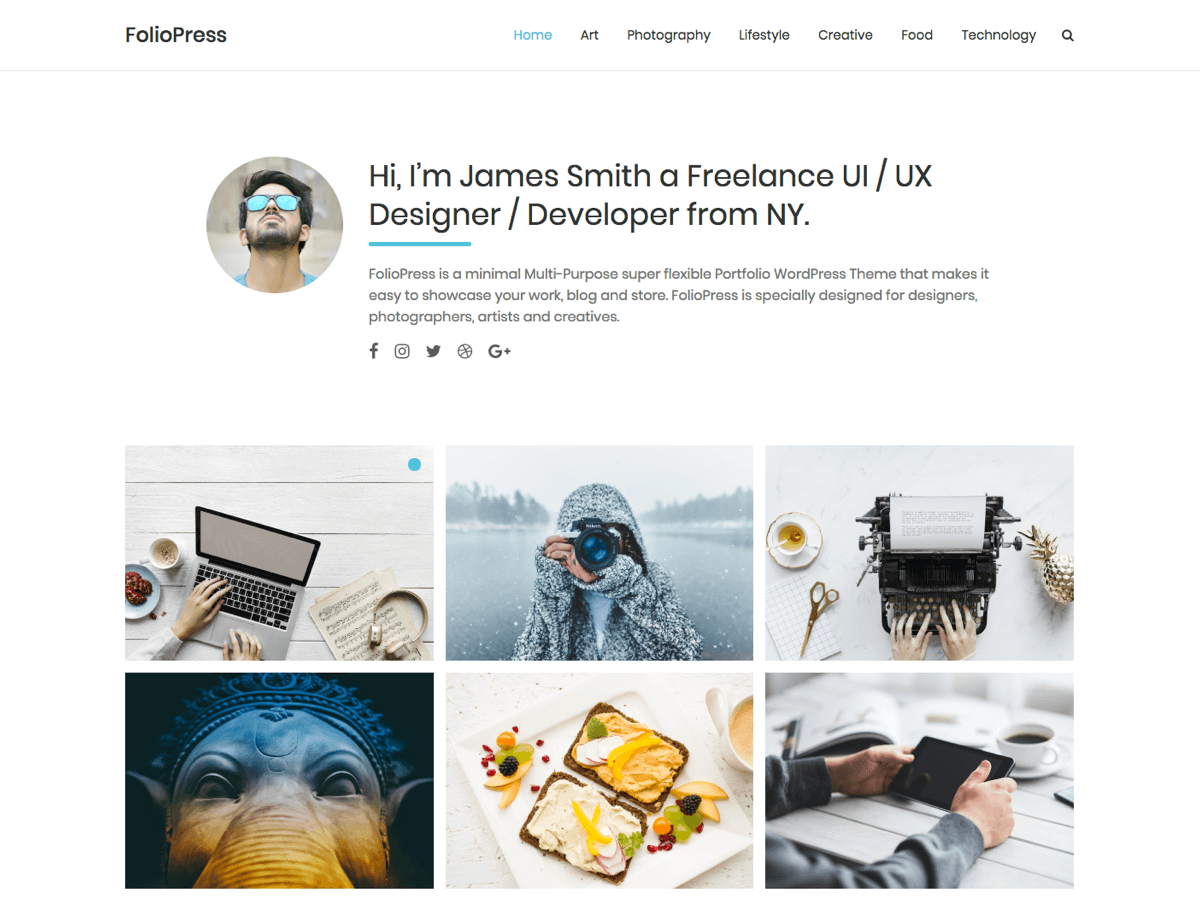 FolioPress
Home Art Photography Lifestyle Creative Food Technology
Hi, I'm James Smith a Freelance UI / UX
Designer / Developer from NY.
FolioPress is a minimal Multi-Purpose super flexible Portfolio WordPress Theme that makes it
easy to showcase your work, blog and store. FolioPress is specially designed for designers,
photographers, artists and creatives.
G+
Nikon